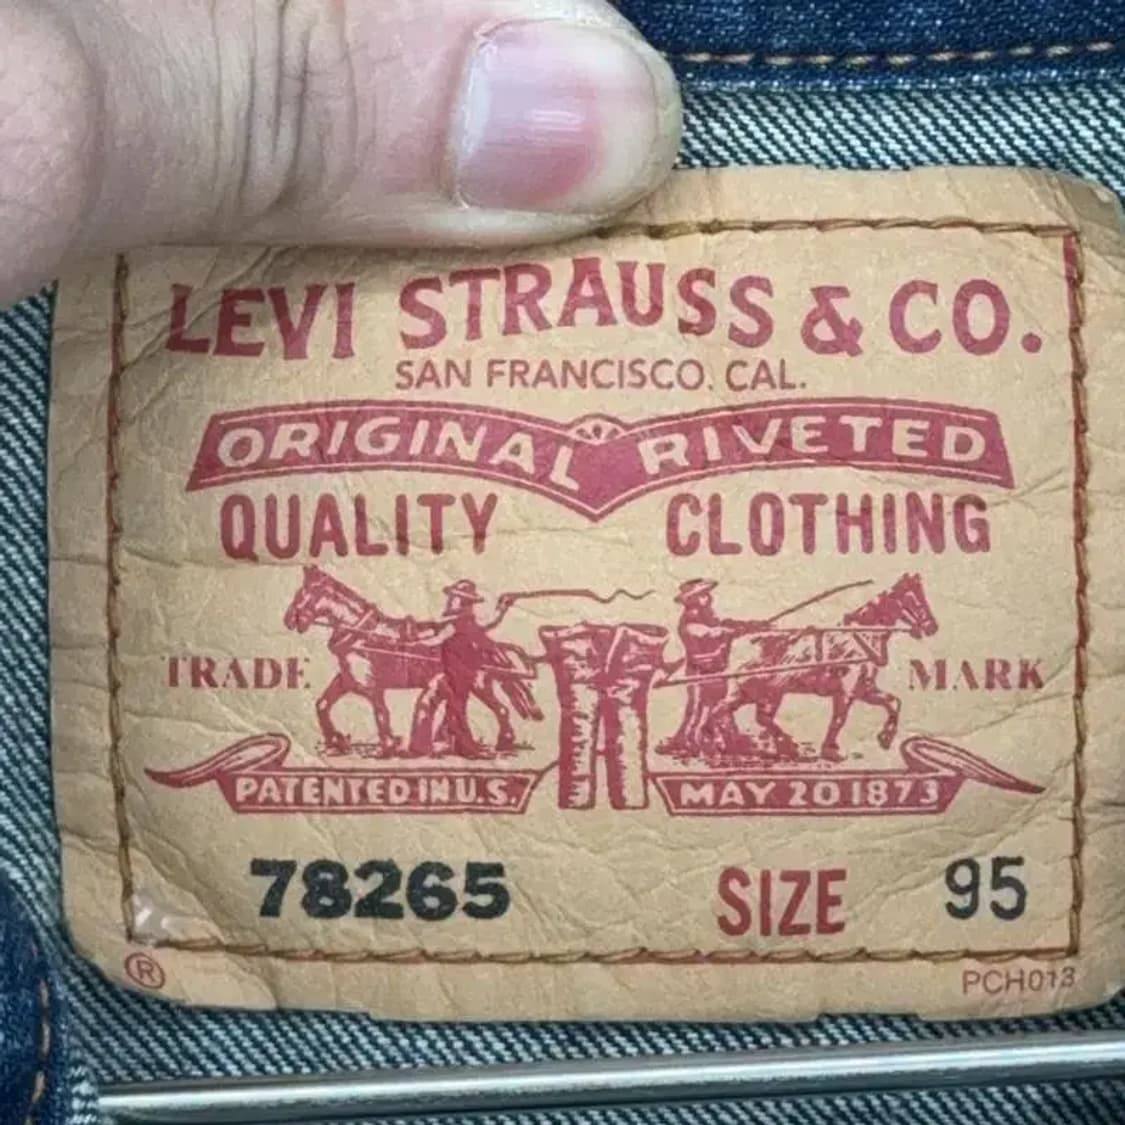 LEVI STRAUSS & CO.
SAN FRANCISCO. CAL.
ORIGINAL RIVETED
QUALITY CLOTHING
TRADE MARK
PATENTED IN U.S. MAY 20 1873
78265 SIZE 95
® PCH013